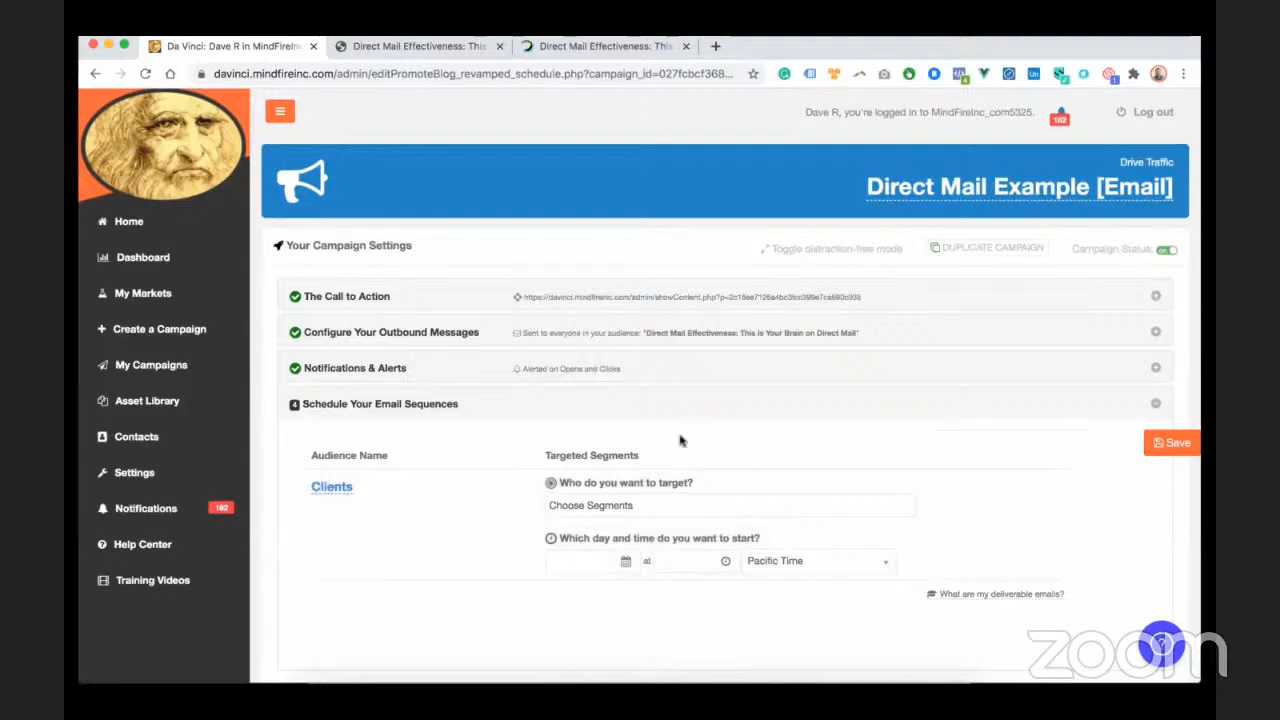 Da Vinci: Dave R in MindFireInc
Direct Mail Effectiveness: This
Direct Mail Effectiveness: This
davinci.mindfireinc.com/admin/editPromoteBlog_revamped_schedule.php?campaign_id=027fcbcf368...
Dave R, you're logged in to MindFireInc_com5325.
182
Log out
Drive Traffic
Direct Mail Example [Email]
Home
Dashboard
My Markets
Create a Campaign
My Campaigns
Asset Library
Contacts
Settings
Notifications
182
Help Center
Training Videos
Your Campaign Settings
Toggle distraction-free mode
DUPLICATE CAMPAIGN
Campaign Status:
The Call to Action
Configure Your Outbound Messages
Sent to everyone in your audience: "Direct Mail Effectiveness: This Is Your Brain on Direct Mail"
Notifications & Alerts
Alerted on Opens and Clicks
4 Schedule Your Email Sequences
Save
Audience Name
Targeted Segments
Clients
Who do you want to target?
Choose Segments
Which day and time do you want to start?
at
Pacific Time
What are my deliverable emails?
zoom